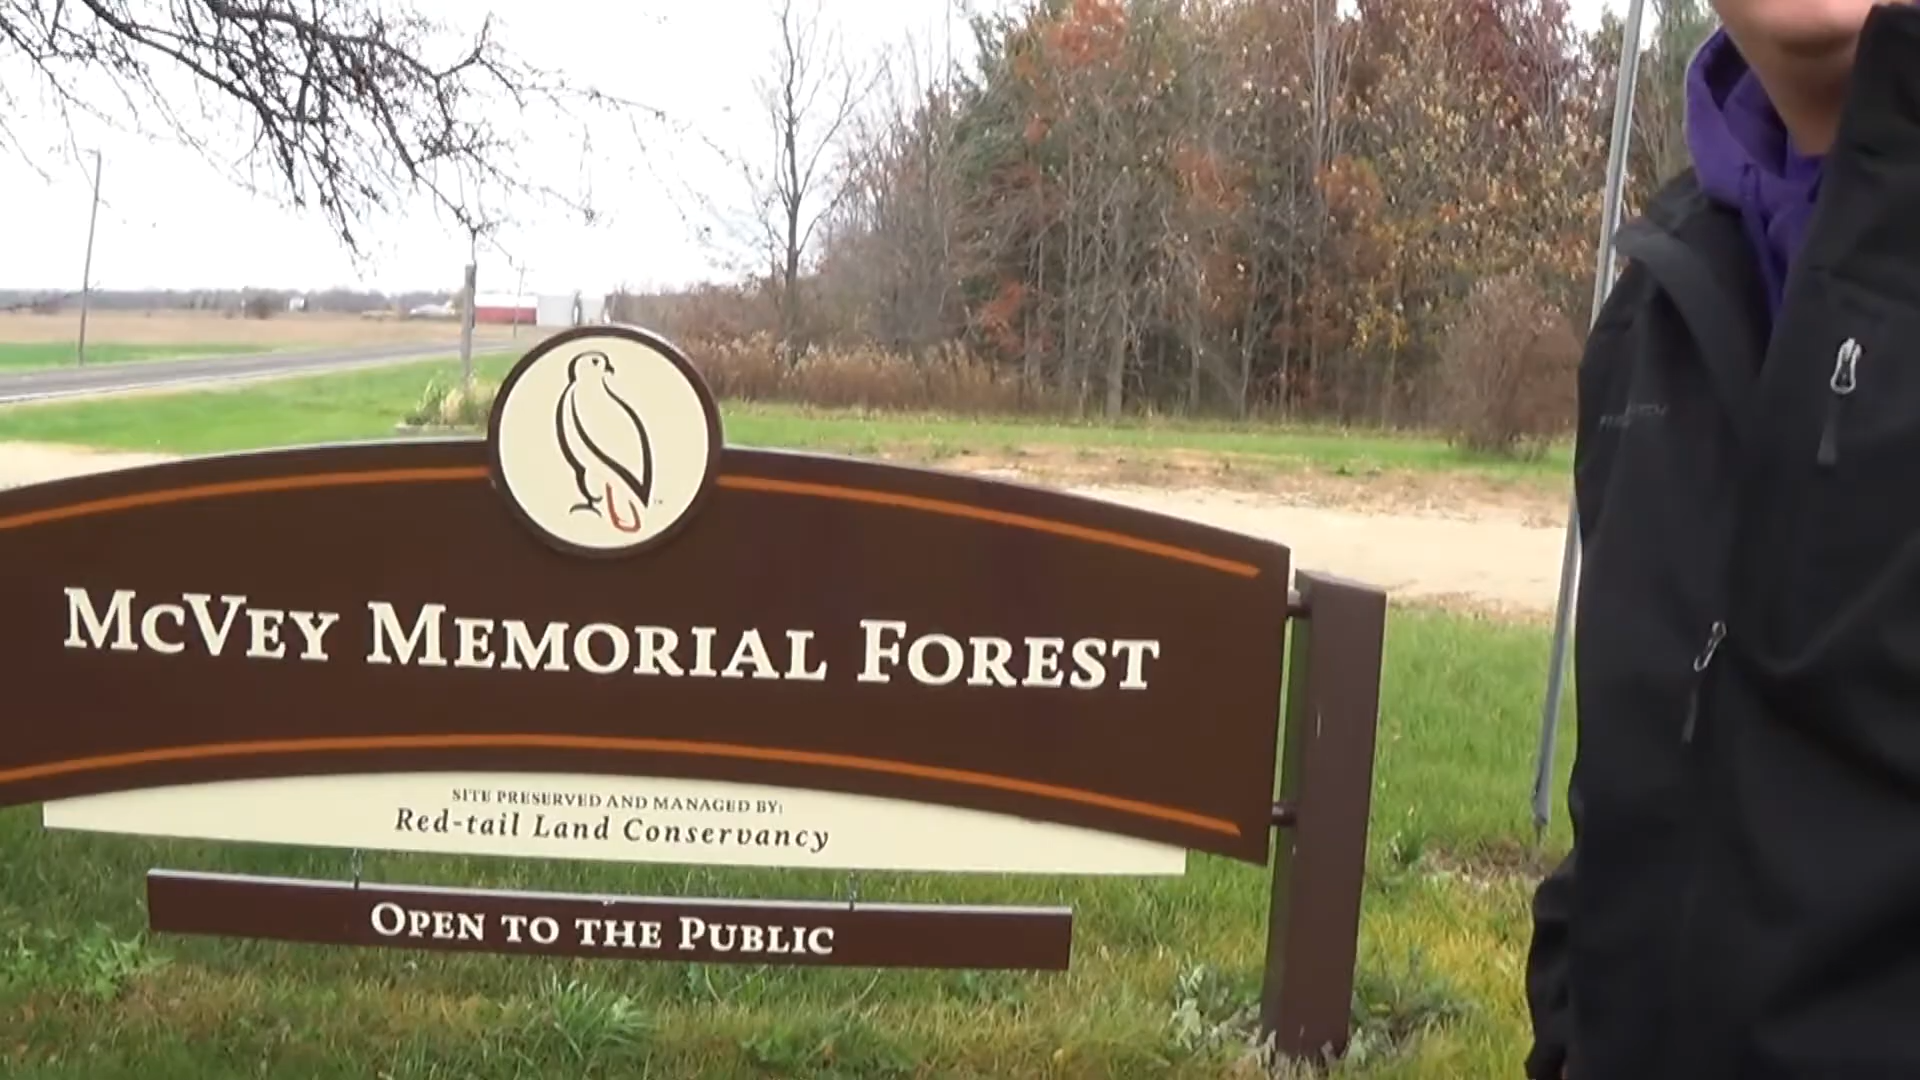 McVey Memorial Forest
SITE PRESERVED AND MANAGED BY:
Red-tail Land Conservancy
Open to the Public